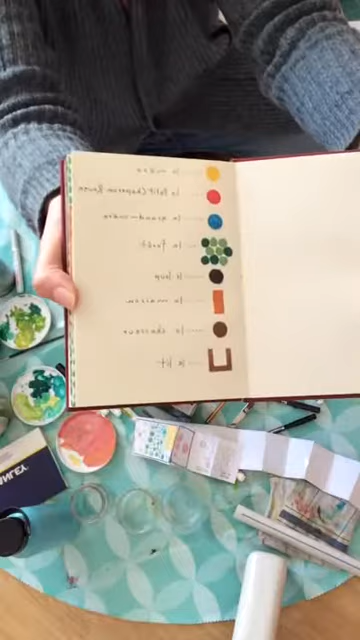 la mère
le Petit Chaperon Rouge
la grand-mère
la forêt
le loup
la maison
le chasseur
le lit